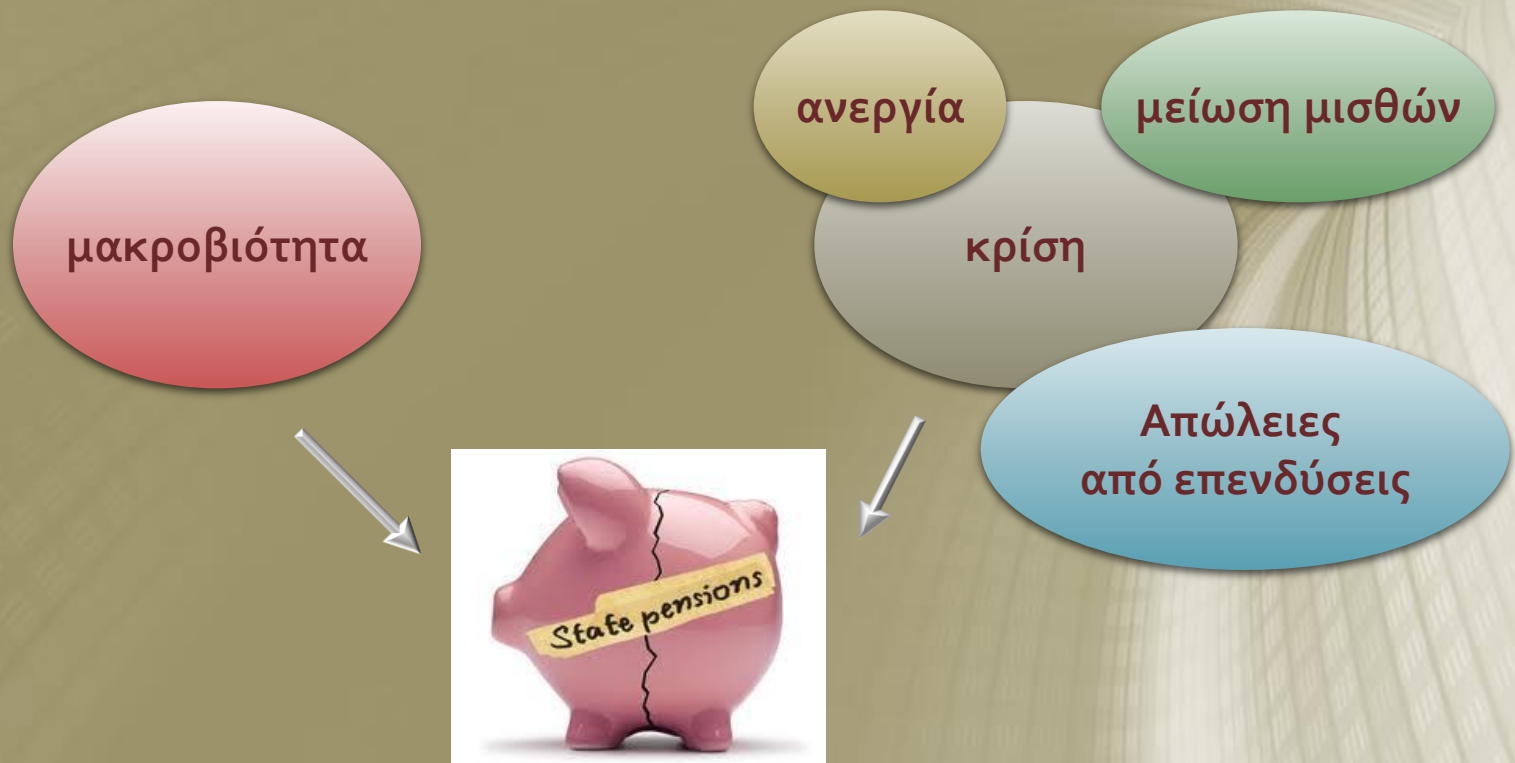 ανεργία
μείωση μισθών
μακροβιότητα
κρίση
Απώλειες
από επενδύσεις
State pensions